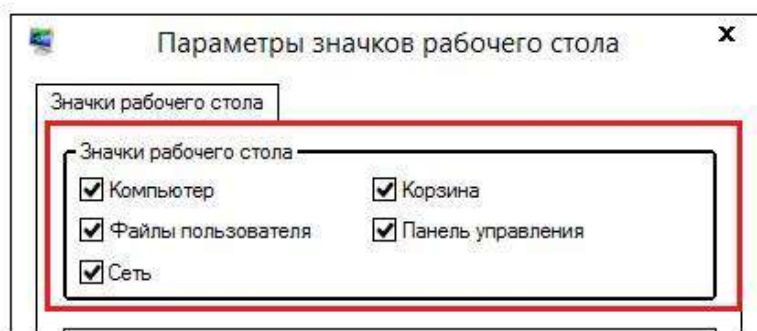 Параметры значков рабочего стола x
Значки рабочего стола
Значки рабочего стола
Компьютер Корзина
Файлы пользователя Панель управления
Сеть